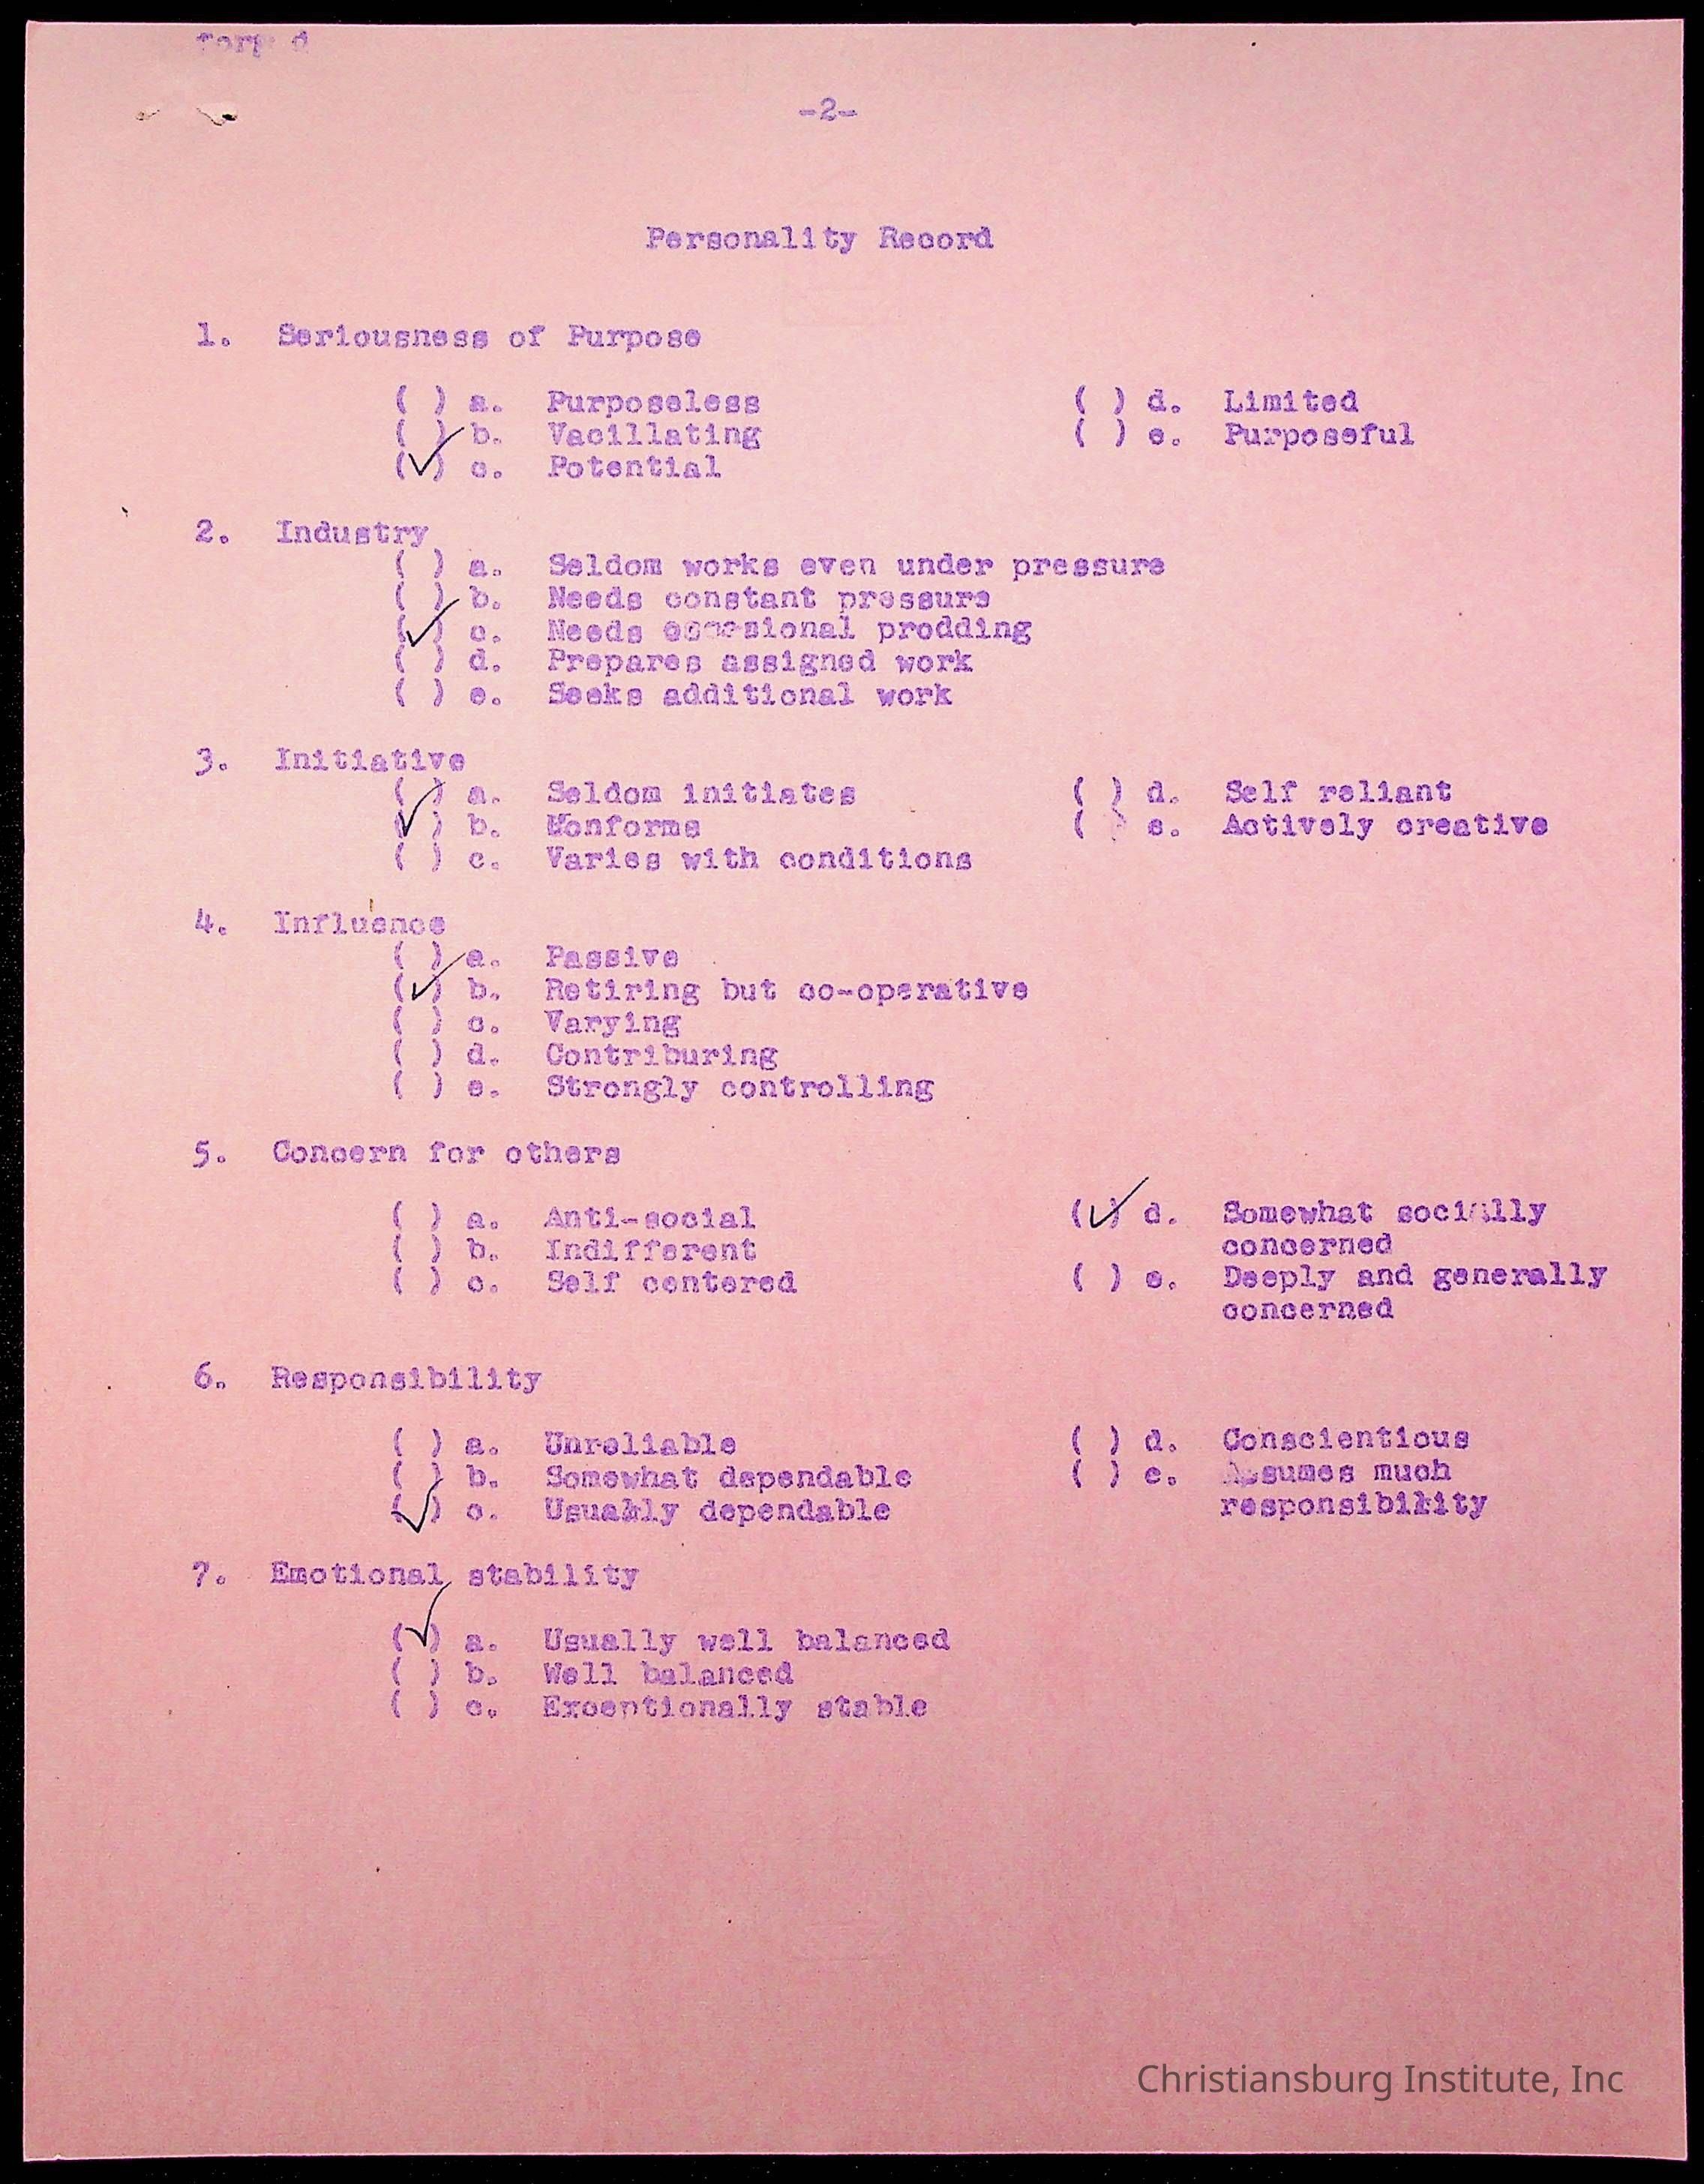 -2-
Personality Record
1. Seriousness of Purpose
( ) a. Purposeless ( ) d. Limited
( ) b. Vacillating ( ) e. Purposeful
(✓) c. Potential
2. Industry
( ) a. Seldom works even under pressure
( ) b. Needs constant pressure
(✓) c. Needs occasional prodding
( ) d. Prepares assigned work
( ) e. Seeks additional work
3. Initiative
( ) a. Seldom initiates ( ) d. Self reliant
(✓) b. Conforms ( ) e. Actively creative
( ) c. Varies with conditions
4. Influence
( ) a. Passive
(✓) b. Retiring but co-operative
( ) c. Varying
( ) d. Contriburing
( ) e. Strongly controlling
5. Concern for others
( ) a. Anti-social (✓) d. Somewhat socially
concerned
( ) b. Indifferent
( ) c. Self centered ( ) e. Deeply and generally
concerned
6. Responsibility
( ) a. Unreliable ( ) d. Conscientious
( ) b. Somewhat dependable ( ) e. Assumes much
responsibility
(✓) c. Usually dependable
7. Emotional stability
(✓) a. Usually well balanced
( ) b. Well balanced
( ) c. Exceptionally stable
Christiansburg Institute, Inc